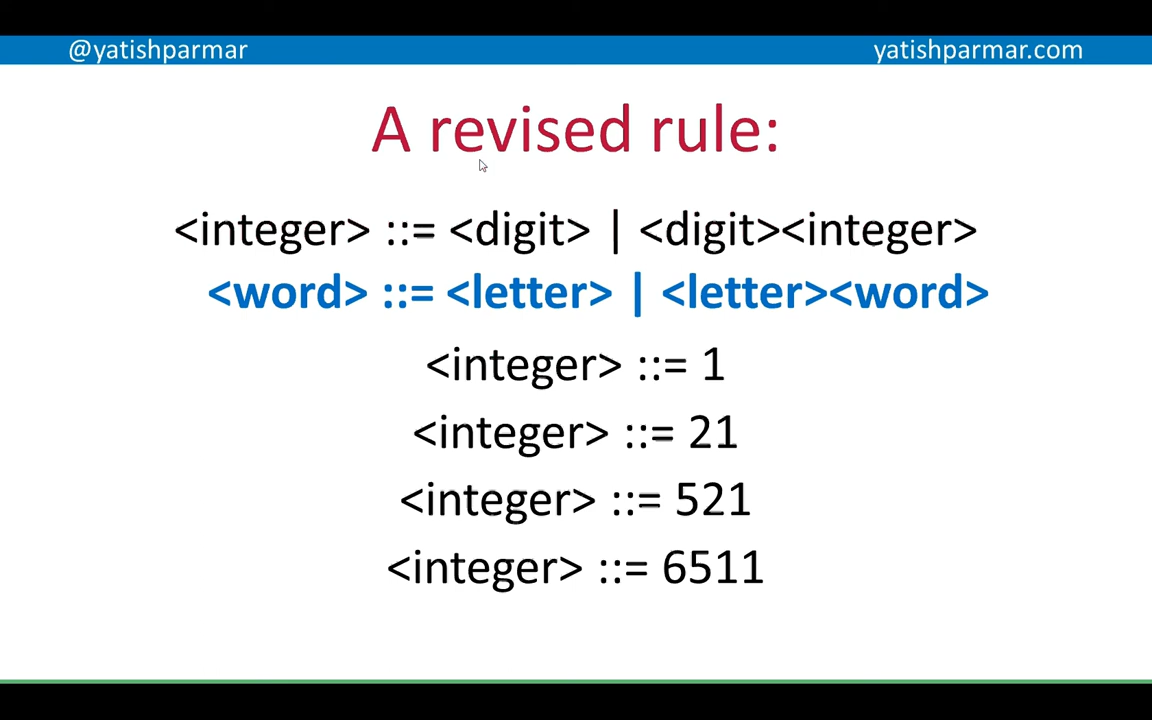 @yatishparmar yatishparmar.com
A revised rule:
<integer> ::= <digit> | <digit><integer>
<word> ::= <letter> | <letter><word>
<integer> ::= 1
<integer> ::= 21
<integer> ::= 521
<integer> ::= 6511